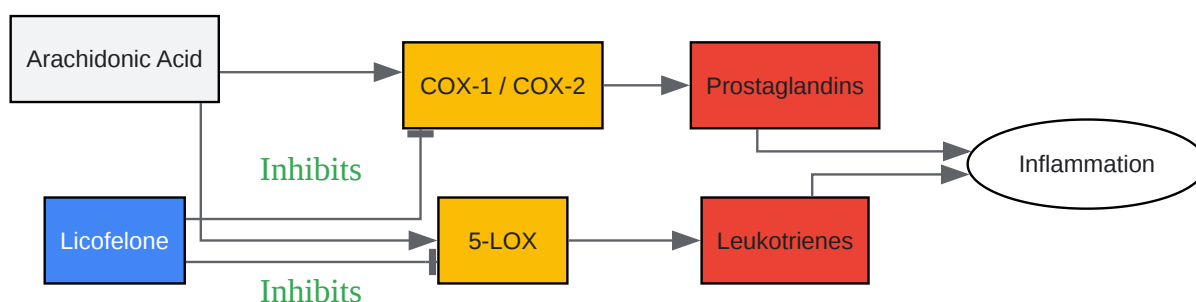 Arachidonic Acid
COX-1 / COX-2
Prostaglandins
Inhibits
Inflammation
Licofelone
5-LOX
Leukotrienes
Inhibits